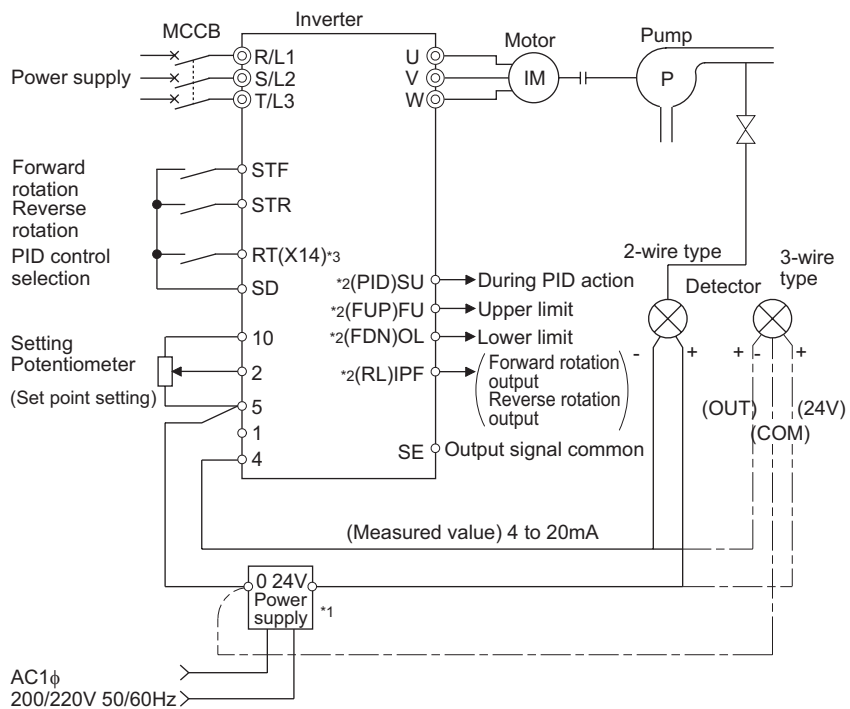 Inverter
MCCB
Power supply
R/L1
S/L2
T/L3
U
V
W
Motor
IM
Pump
P
Forward
rotation
Reverse
rotation
PID control
selection
STF
STR
RT(X14)*3
SD
Setting
Potentiometer
(Set point setting)
10
2
5
1
4
*2(PID)SU
During PID action
*2(FUP)FU
Upper limit
*2(FDN)OL
Lower limit
*2(RL)IPF
(Forward rotation
output
Reverse rotation
output)
SE
Output signal common
2-wire type
Detector
3-wire
type
- +
+ - +
(OUT)
(24V)
(COM)
(Measured value) 4 to 20mA
0 24V
Power
supply
*1
AC1ϕ
200/220V 50/60Hz